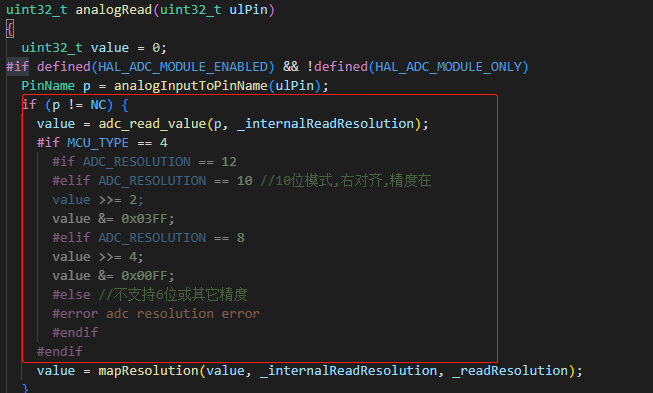 uint32_t analogRead(uint32_t ulPin)
{
  uint32_t value = 0;
#if defined(HAL_ADC_MODULE_ENABLED) && !defined(HAL_ADC_MODULE_ONLY)
  PinName p = analogInputToPinName(ulPin);
  if (p != NC) {
    value = adc_read_value(p, _internalReadResolution);
    #if MCU_TYPE == 4
      #if ADC_RESOLUTION == 12
      #elif ADC_RESOLUTION == 10 //10位模式,右对齐,精度在
      value >>= 2;
      value &= 0x03FF;
      #elif ADC_RESOLUTION == 8
      value >>= 4;
      value &= 0x00FF;
      #else //不支持6位或其它精度
      #error adc resolution error
      #endif
    #endif
    value = mapResolution(value, _internalReadResolution, _readResolution);
  }